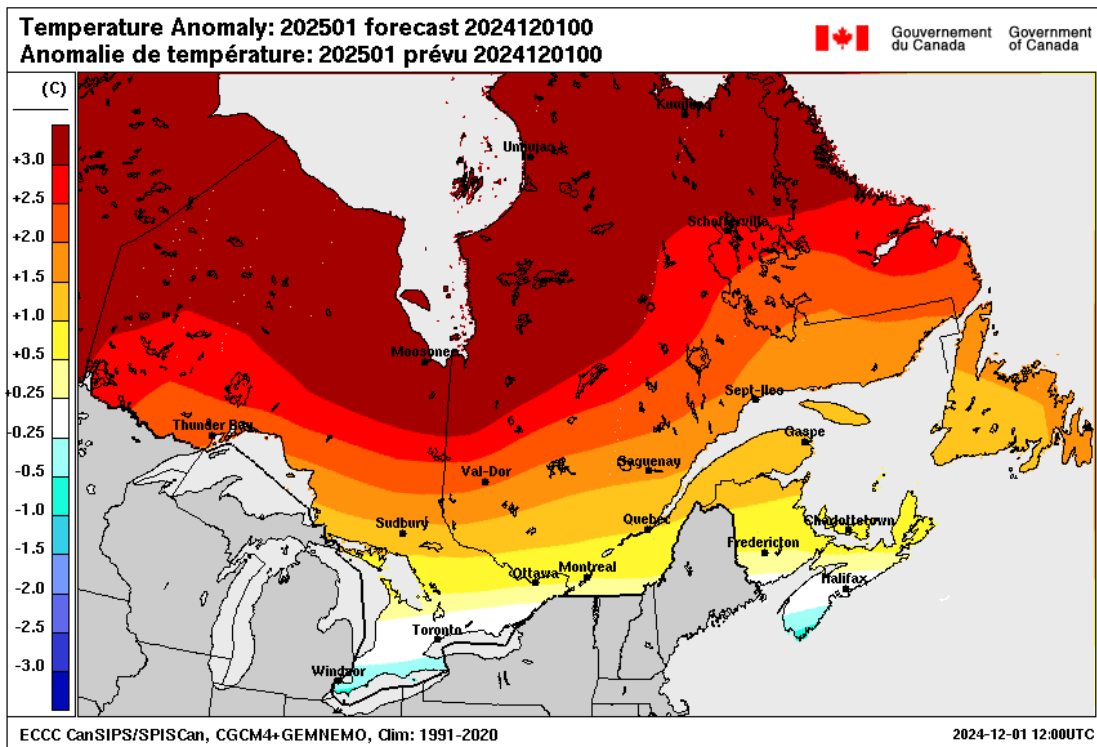 Temperature Anomaly: 202501 forecast 2024120100
Anomalie de température: 202501 prévu 2024120100
Gouvernement du Canada
Government of Canada
(C)
+3.0
+2.5
+2.0
+1.5
+1.0
+0.5
+0.25
-0.25
-0.5
-1.0
-1.5
-2.0
-2.5
-3.0
Kuujjuaq
Umiujaq
Schefferville
Moosonee
Sept-Iles
Thunder Bay
Gaspe
Val-Dor
Saguenay
Sudbury
Quebec
Charlottetown
Fredericton
Ottawa
Montreal
Halifax
Toronto
Windsor
ECCC CanSIPS/SPISCan, CGCM4+GEMNEMO, Clim: 1991-2020
2024-12-01 12:00UTC